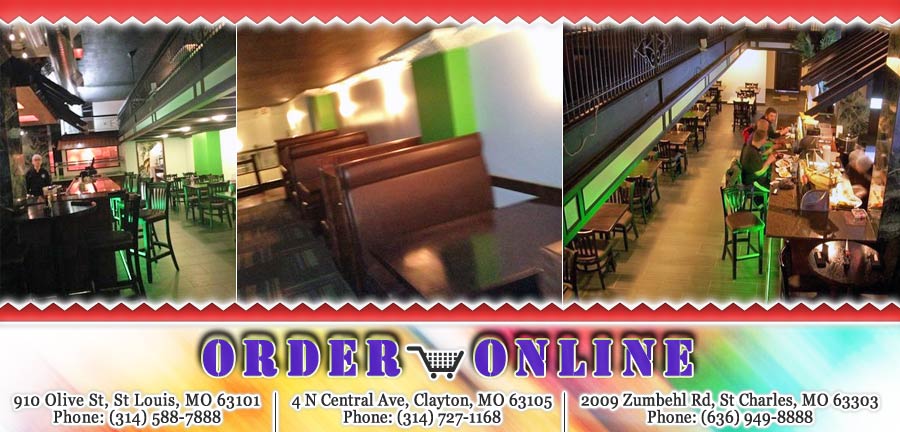 ORDER ONLINE
910 Olive St, St Louis, MO 63101
Phone: (314) 588-7888
4 N Central Ave, Clayton, MO 63105
Phone: (314) 727-1168
2009 Zumbehl Rd, St Charles, MO 63303
Phone: (636) 949-8888